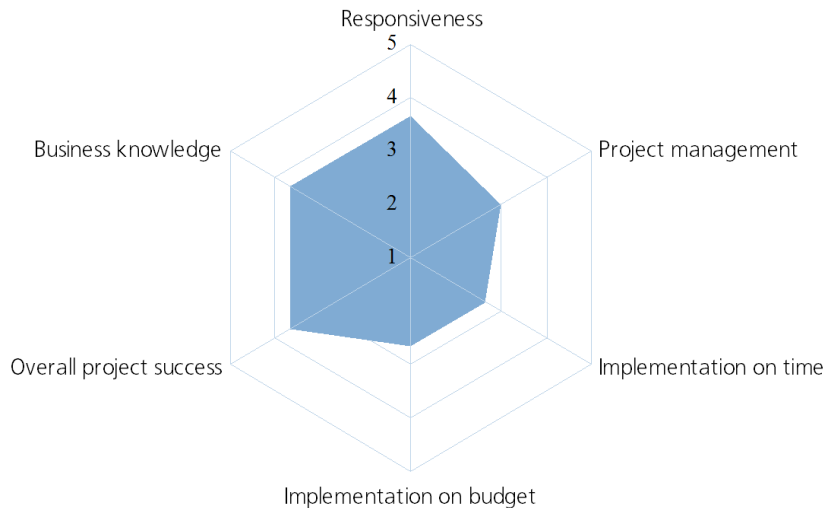 Responsiveness
5
4
Business knowledge
3
Project management
2
1
Overall project success
Implementation on time
Implementation on budget